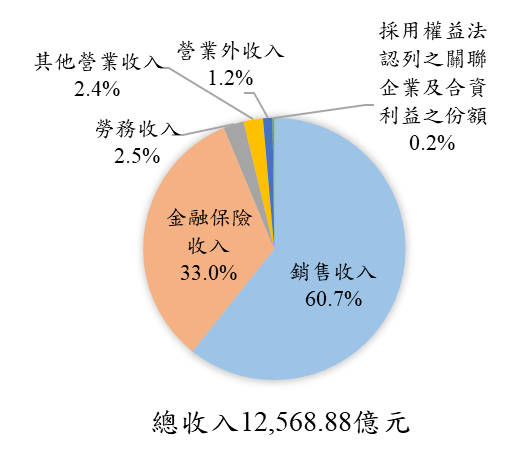 採用權益法
認列之關聯
企業及合資
利益之份額
0.2%
營業外收入
1.2%
其他營業收入
2.4%
勞務收入
2.5%
金融保險
收入
33.0%
銷售收入
60.7%
總收入12,568.88億元